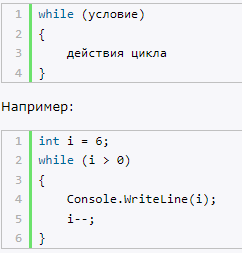 1 while (условие)
2 {
3     действия цикла
4 }
Например:
1 int i = 6;
2 while (i > 0)
3 {
4     Console.WriteLine(i);
5     i--;
6 }